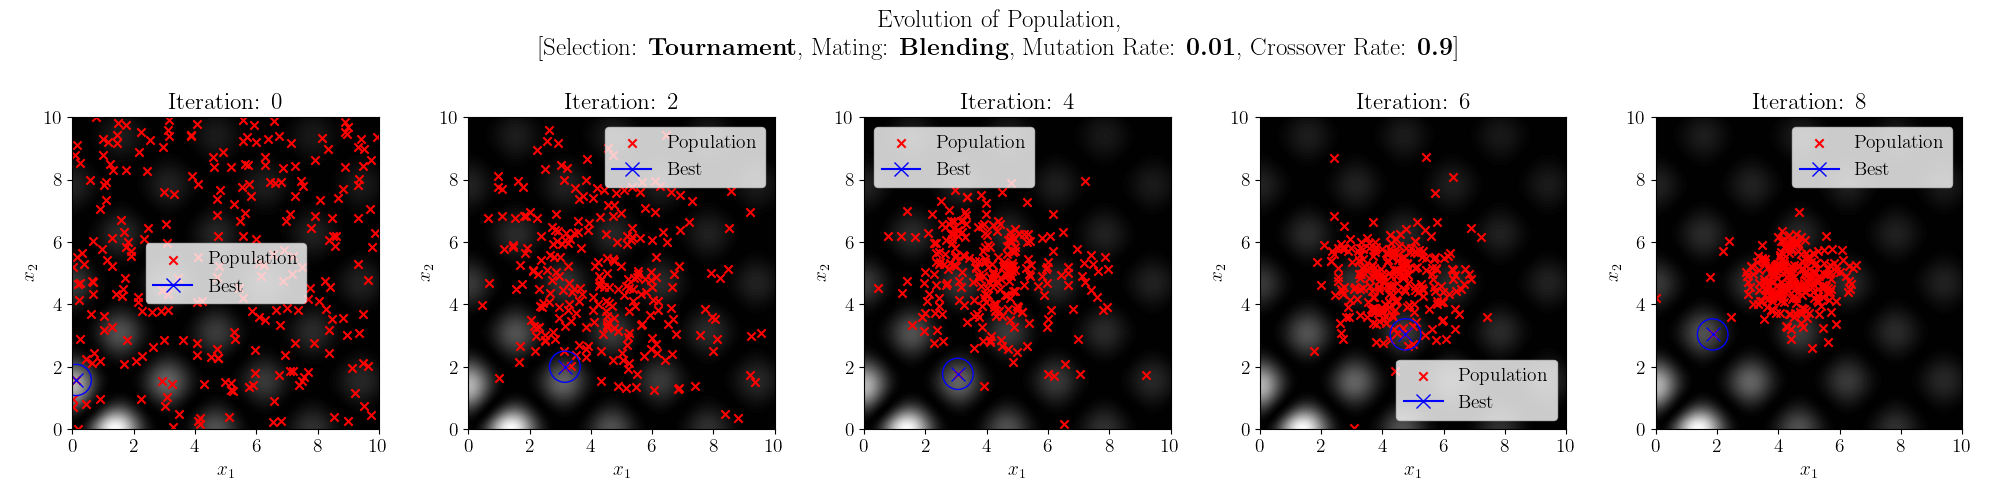 Evolution of Population,
[Selection: Tournament, Mating: Blending, Mutation Rate: 0.01, Crossover Rate: 0.9]
Iteration: 0
10
8
6
4
2
0
x2
Population
Best
0 2 4 6 8 10
x1
Iteration: 2
10
8
6
4
2
0
x2
Population
Best
0 2 4 6 8 10
x1
Iteration: 4
10
8
6
4
2
0
x2
Population
Best
0 2 4 6 8 10
x1
Iteration: 6
10
8
6
4
2
0
x2
Population
Best
0 2 4 6 8 10
x1
Iteration: 8
10
8
6
4
2
0
x2
Population
Best
0 2 4 6 8 10
x1